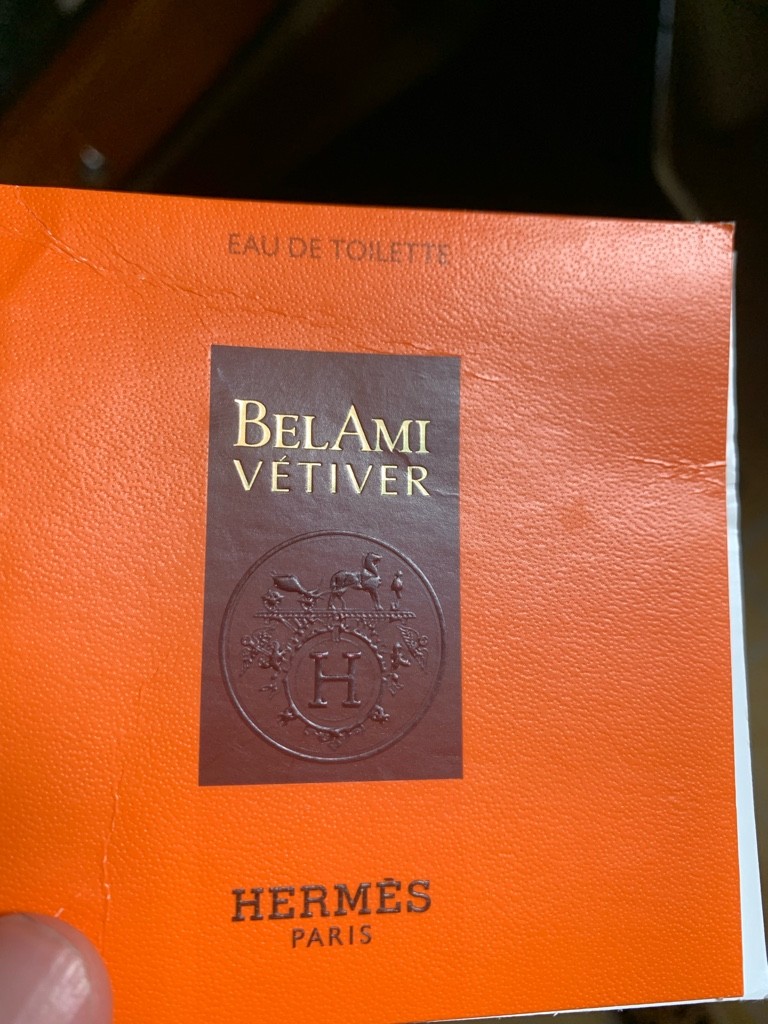 EAU DE TOILETTE
BEL AMI
VÉTIVER
H
HERMÈS
PARIS